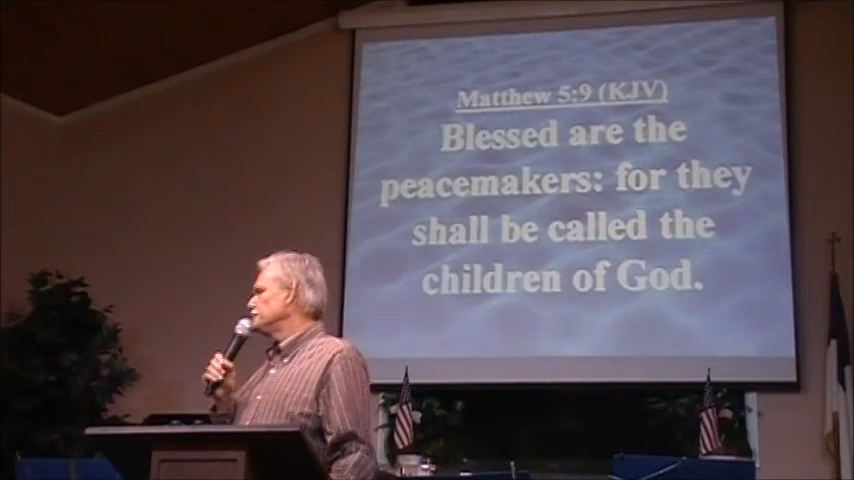 Matthew 5:9 (KJV)
Blessed are the
peacemakers: for they
shall be called the
children of God.